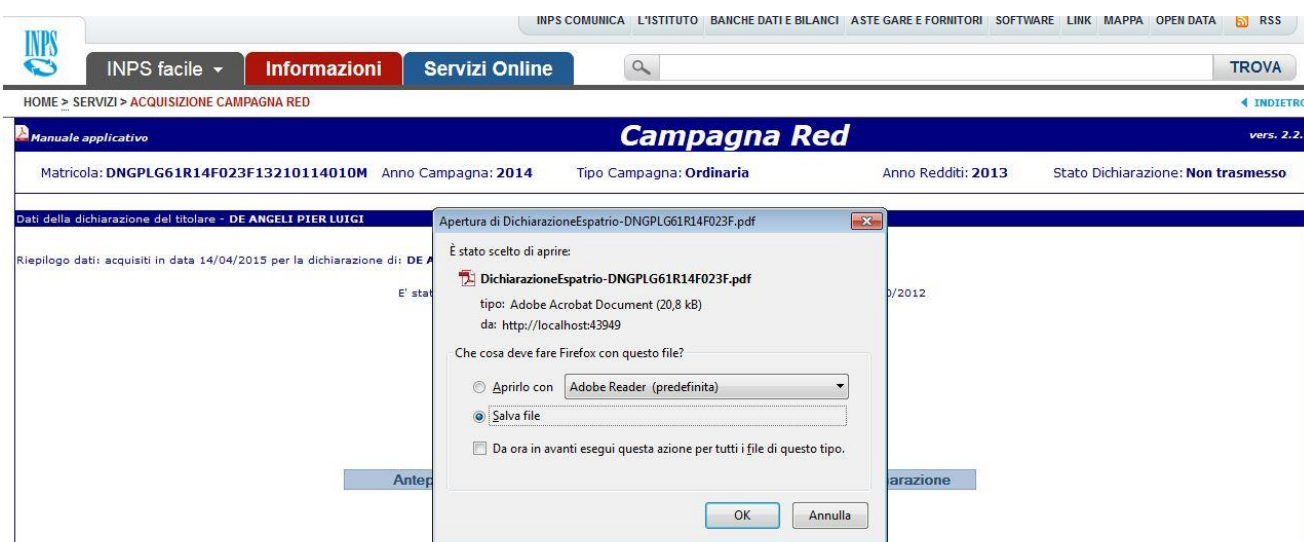 INPS COMUNICA L'ISTITUTO BANCHE DATI E BILANCI ASTE GARE E FORNITORI SOFTWARE LINK MAPPA OPEN DATA RSS
INPS
INPS facile Informazioni Servizi Online TROVA
HOME > SERVIZI > ACQUISIZIONE CAMPAGNA RED INDIETRO
Manuale applicativo Campagna Red vers. 2.2.
Matricola: DNGPLG61R14F023F13210114010M Anno Campagna: 2014 Tipo Campagna: Ordinaria Anno Redditi: 2013 Stato Dichiarazione: Non trasmesso
Dati della dichiarazione del titolare - DE ANGELI PIER LUIGI
Apertura di DichiarazioneEspatrio-DNGPLG61R14F023F.pdf
È stato scelto di aprire:
Riepilogo dati: acquisiti in data 14/04/2015 per la dichiarazione di: DE A
DichiarazioneEspatrio-DNGPLG61R14F023F.pdf
E' stat 0/2012
tipo: Adobe Acrobat Document (20,8 kB)
da: http://localhost:43949
Che cosa deve fare Firefox con questo file?
Aprirlo con Adobe Reader (predefinita)
Salva file
Da ora in avanti esegui questa azione per tutti i file di questo tipo.
Antep arazione
OK Annulla